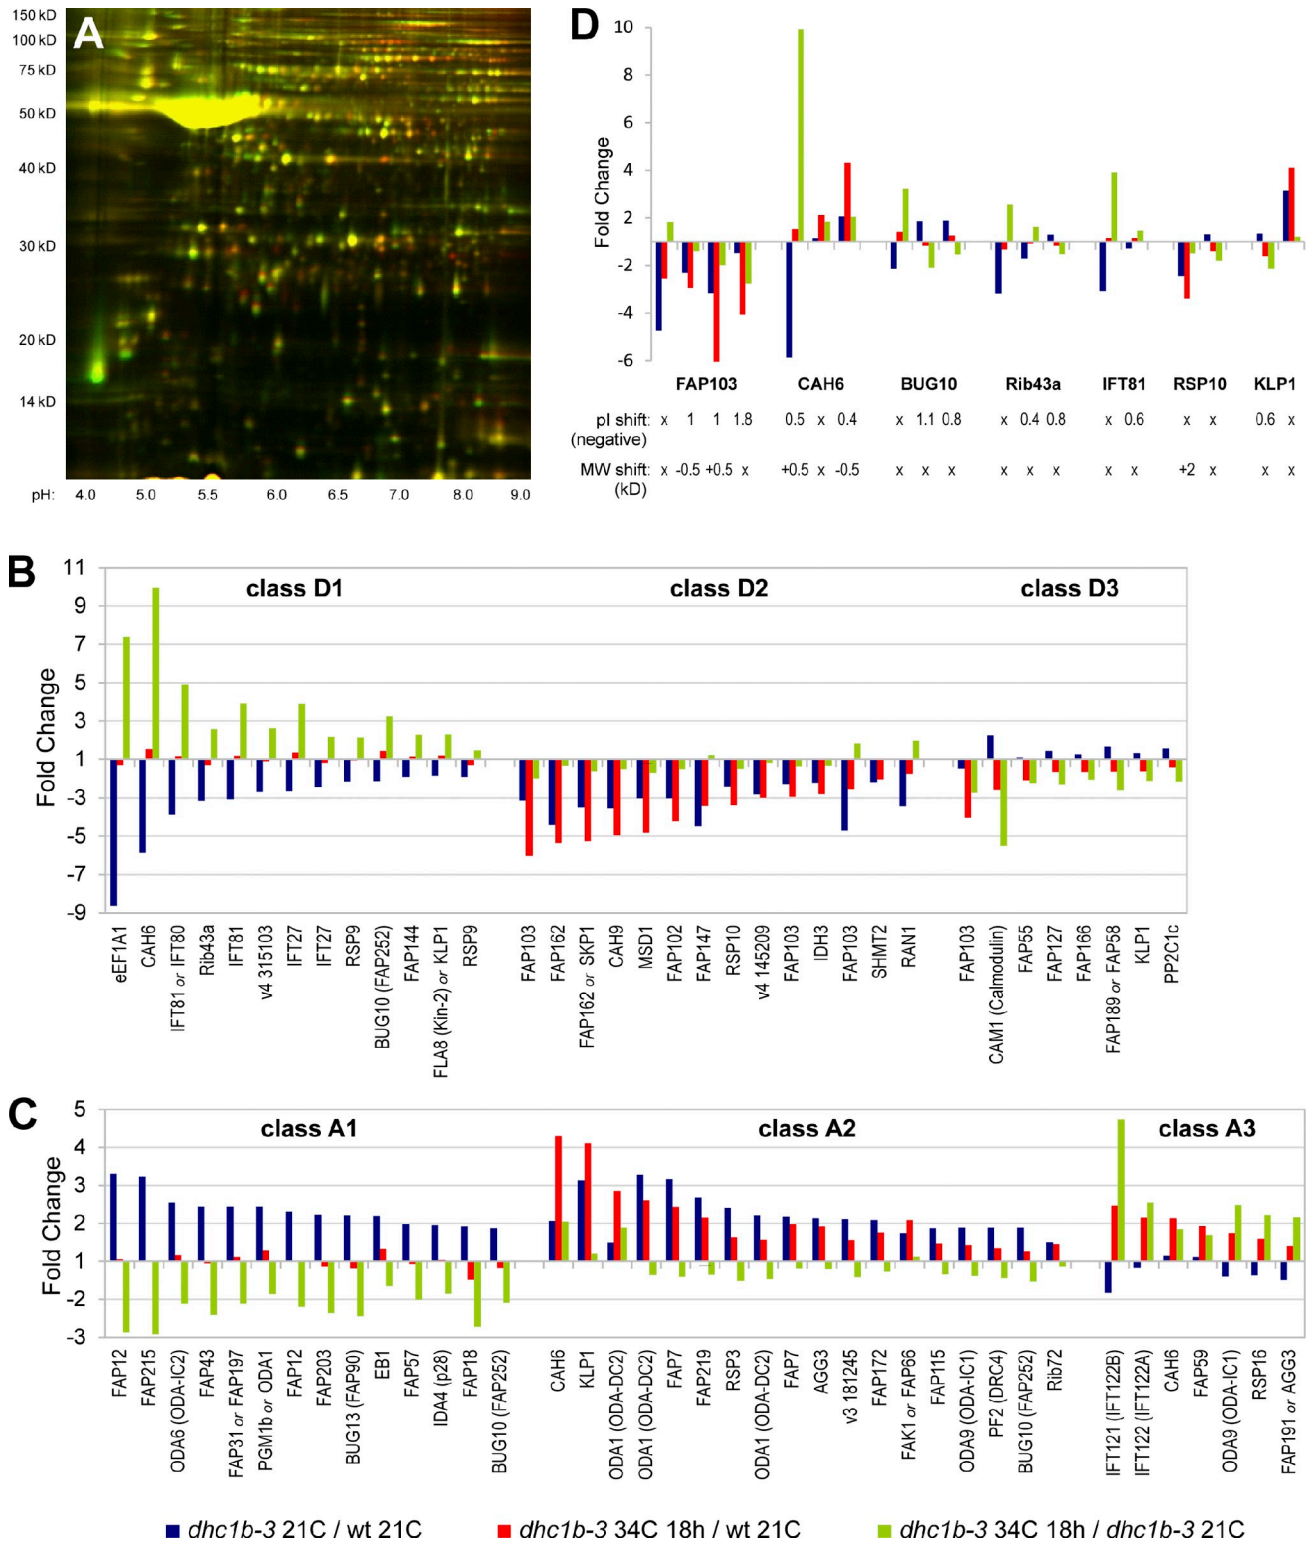 A
150 kD
100 kD
75 kD
50 kD
40 kD
30 kD
20 kD
14 kD
pH: 4.0 5.0 5.5 6.0 6.5 7.0 8.0 9.0
D
Fold Change
10
8
6
4
2
-2
-4
-6
FAP103 CAH6 BUG10 Rib43a IFT81 RSP10 KLP1
pI shift: x 1 1 1.8 0.5 x 0.4 x 1.1 0.8 x 0.4 0.8 x 0.6 x x 0.6 x
(negative)
MW shift: x -0.5 +0.5 x +0.5 x -0.5 x x x x x x x x +2 x x x
(kD)
B
Fold Change
11
9
7
5
3
1
-3
-5
-7
-9
class D1 class D2 class D3
eEF1A1
CAH6
IFT81 or IFT80
Rib43a
IFT81
v4 315103
IFT27
IFT27
RSP9
BUG10 (FAP252)
FAP144
FLA8 (Kin-2) or KLP1
RSP9
FAP103
FAP162
FAP162 or SKP1
CAH9
MSD1
FAP102
FAP147
RSP10
v4 145209
FAP103
IDH3
FAP103
SHMT2
RAN1
FAP103
CAM1 (Calmodulin)
FAP55
FAP127
FAP166
FAP189 or FAP58
KLP1
PP2C1c
C
Fold Change
5
4
3
2
1
-2
-3
class A1 class A2 class A3
FAP12
FAP215
ODA6 (ODA-IC2)
FAP43
FAP31 or FAP197
PGM1b or ODA1
FAP12
FAP203
BUG13 (FAP90)
EB1
FAP57
IDA4 (p28)
FAP18
BUG10 (FAP252)
CAH6
KLP1
ODA1 (ODA-DC2)
ODA1 (ODA-DC2)
FAP7
FAP219
RSP3
ODA1 (ODA-DC2)
FAP7
AGG3
v3 181245
FAP172
FAK1 or FAP66
FAP115
ODA9 (ODA-IC1)
PF2 (DRC4)
BUG10 (FAP252)
Rib72
IFT121 (IFT122B)
IFT122 (IFT122A)
CAH6
FAP59
ODA9 (ODA-IC1)
RSP16
FAP191 or AGG3
dhc1b-3 21C / wt 21C
dhc1b-3 34C 18h / wt 21C
dhc1b-3 34C 18h / dhc1b-3 21C